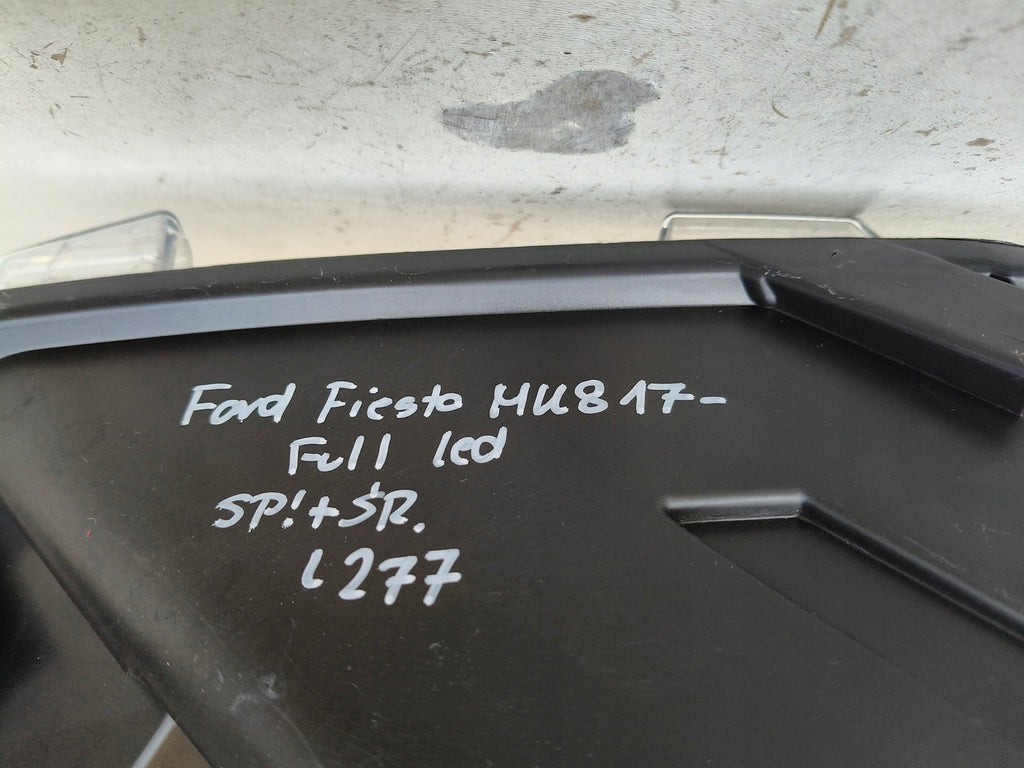 Ford Fiesta MK8 17-
Full led
SP!+ŚR.
L277